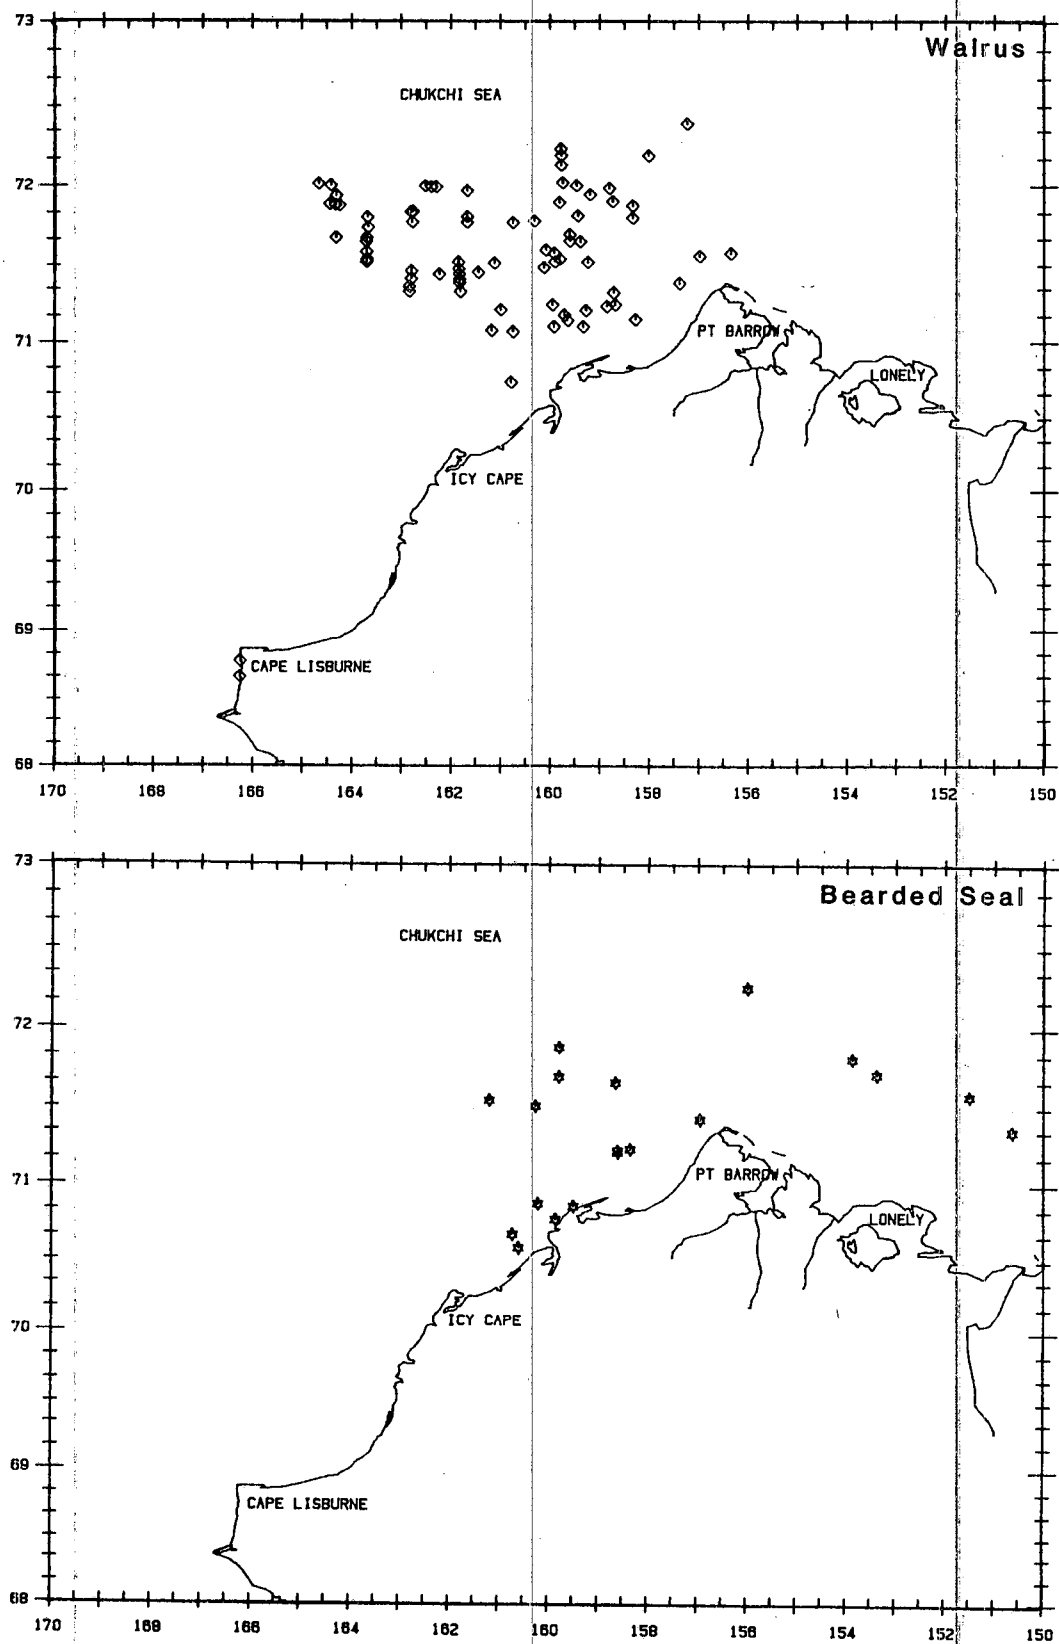 73
Walrus
CHUKCHI SEA
72
71
PT BARROW
LONELY
70
ICY CAPE
69
CAPE LISBURNE
68
170 168 166 164 162 160 158 156 154 152 150
73
Bearded Seal
CHUKCHI SEA
72
71
PT BARROW
LONELY
70
ICY CAPE
69
CAPE LISBURNE
68
170 168 166 164 162 160 158 156 154 152 150